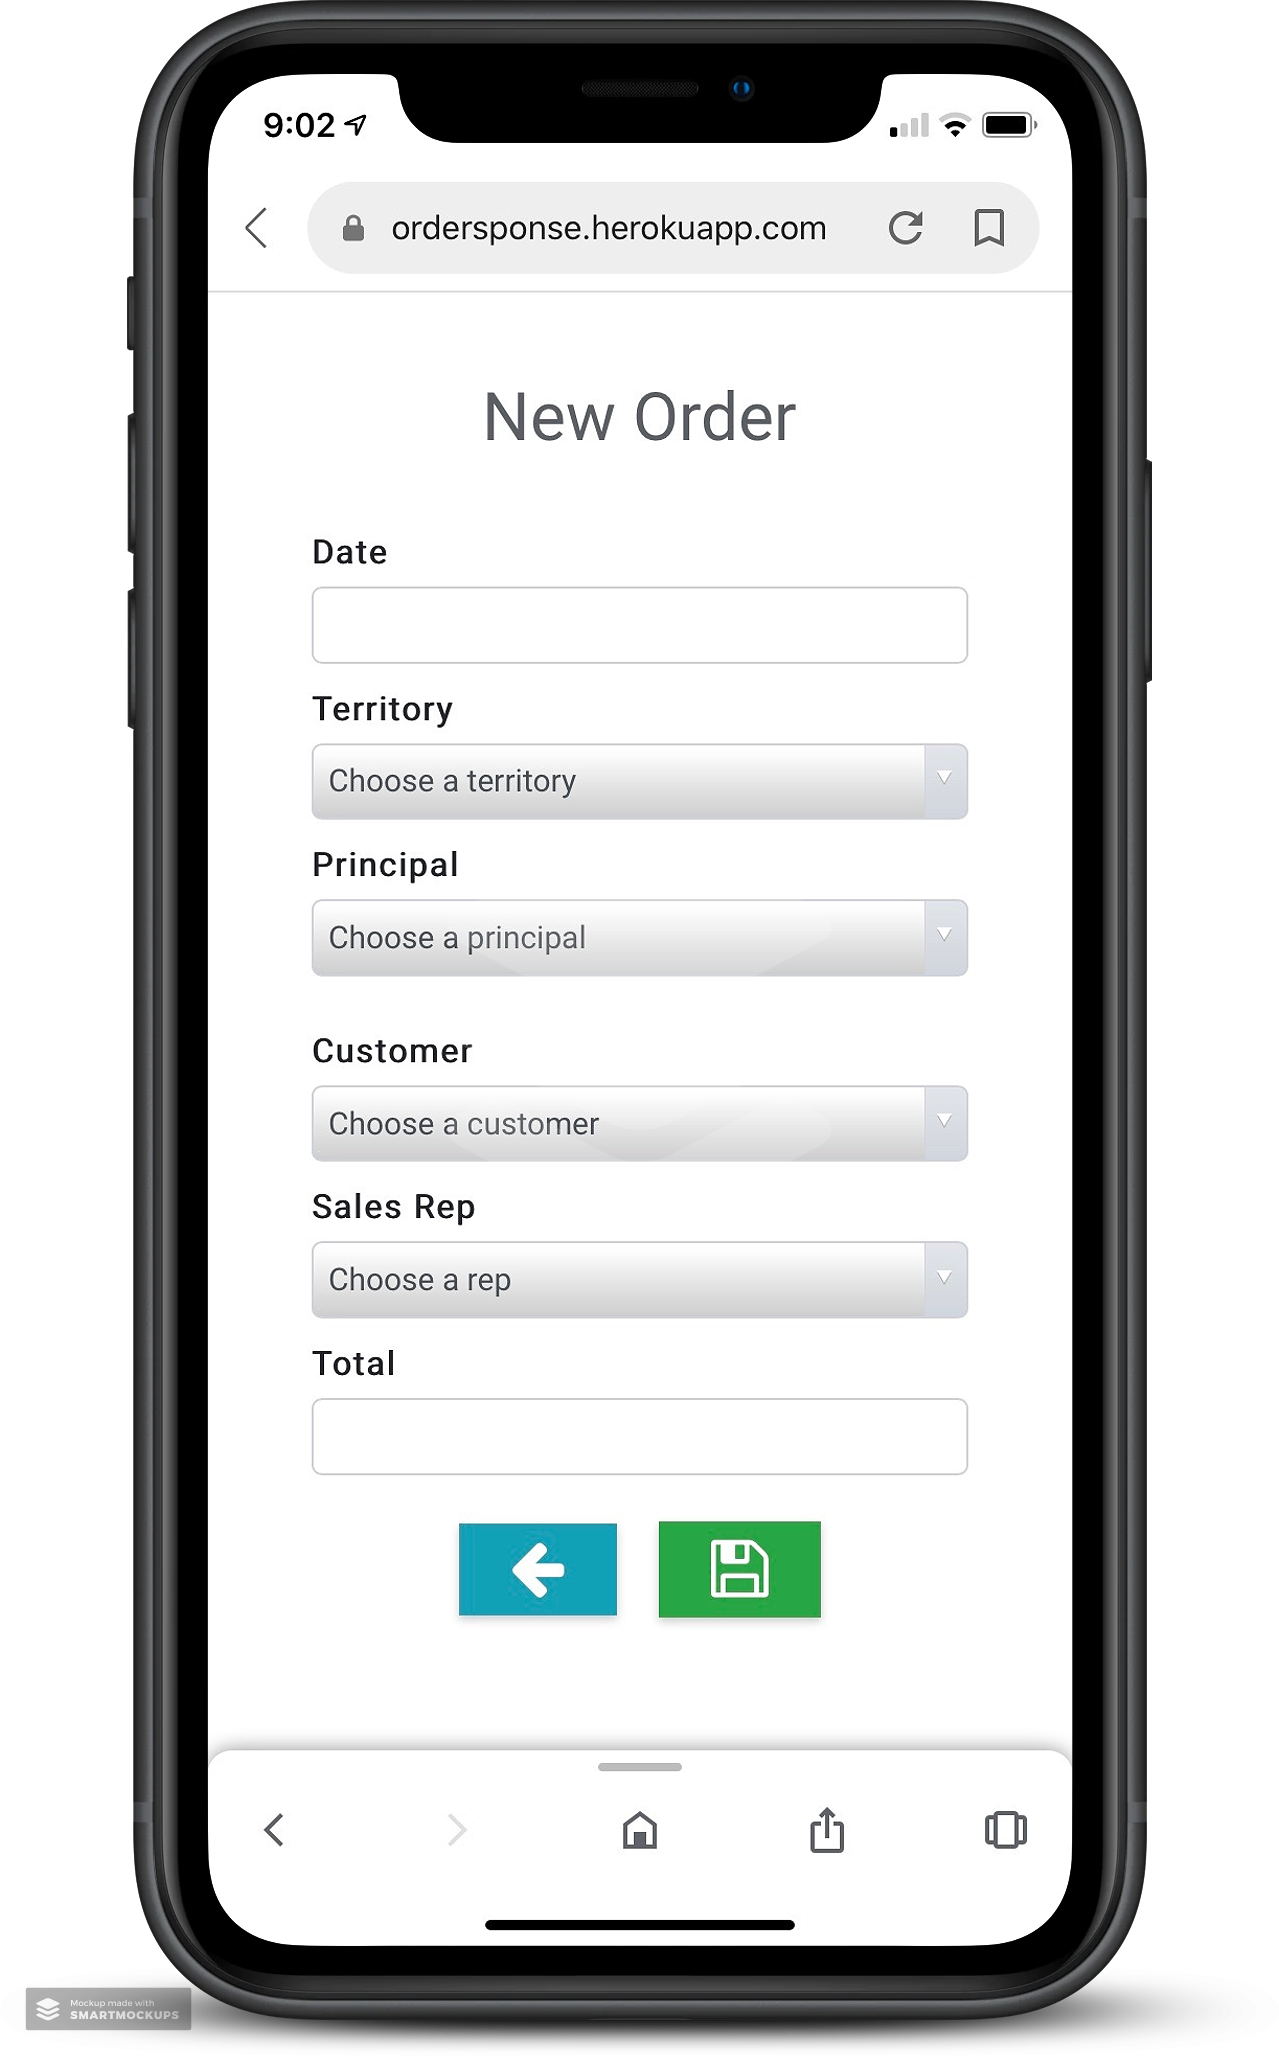 9:02
ordersponse.herokuapp.com
New Order
Date
Territory
Choose a territory
Principal
Choose a principal
Customer
Choose a customer
Sales Rep
Choose a rep
Total
Mockup made with
SMARTMOCKUPS